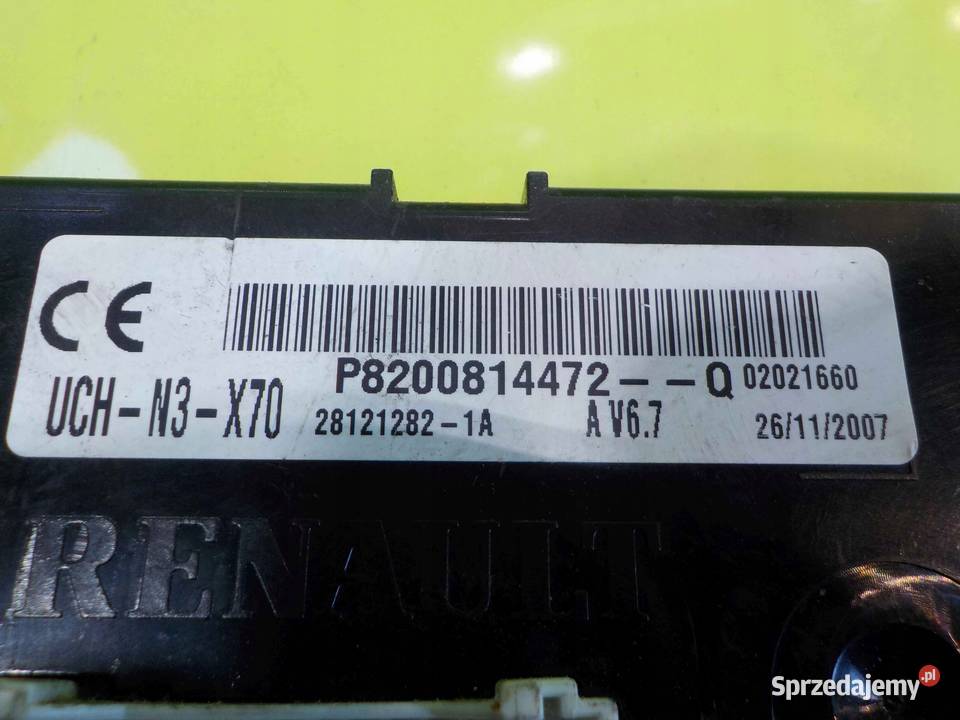 CE
P8200814472--Q 02021660
UCH-N3-X70 28121282-1A A V6.7 26/11/2007
RENAULT
Sprzedajemy.pl